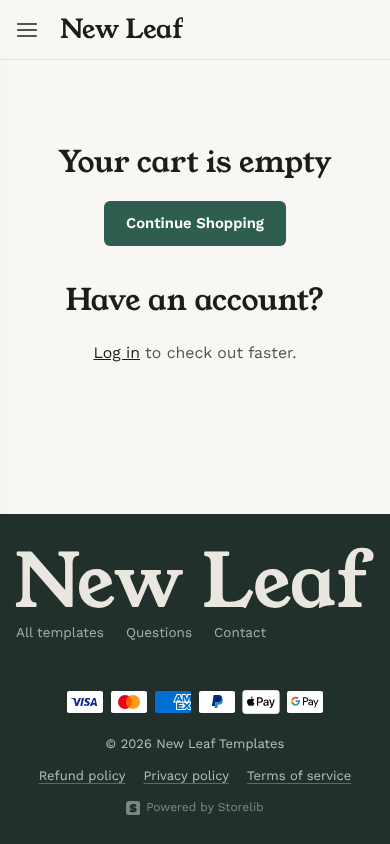 New Leaf
Your cart is empty
Continue Shopping
Have an account?
Log in to check out faster.
New Leaf
All templates Questions Contact
VISA AMEX Pay G Pay
© 2026 New Leaf Templates
Refund policy Privacy policy Terms of service
S Powered by Storelib